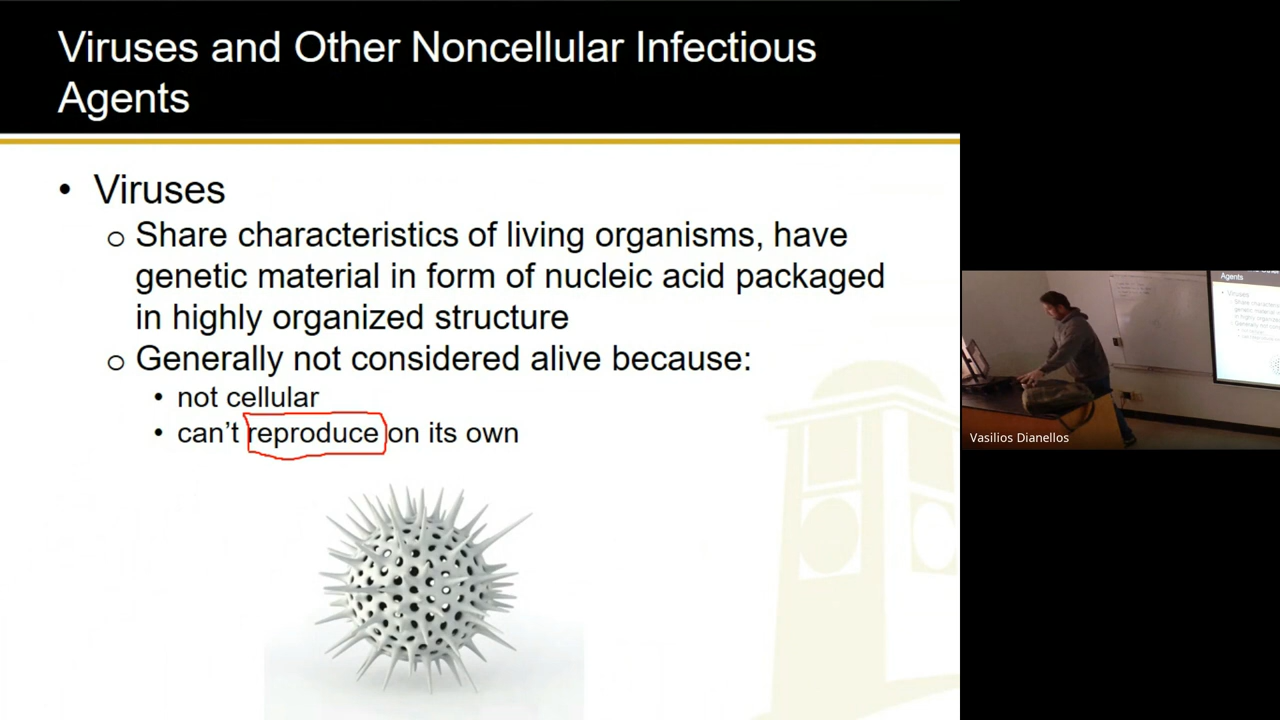 Viruses and Other Noncellular Infectious
Agents
• Viruses
o Share characteristics of living organisms, have
genetic material in form of nucleic acid packaged
in highly organized structure
o Generally not considered alive because:
• not cellular
• can’t reproduce on its own
Agents
Viruses
Vasilios Dianellos